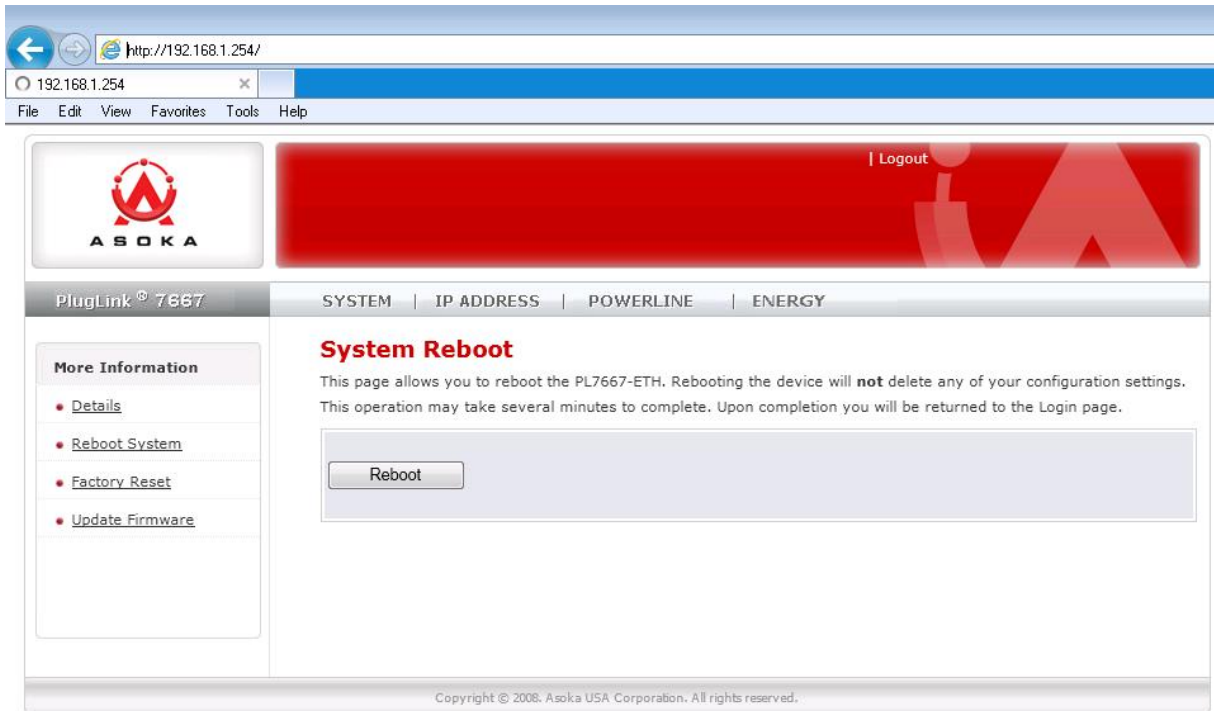 http://192.168.1.254/
192.168.1.254
File Edit View Favorites Tools Help
| Logout
ASOKA
PlugLink ® 7667
SYSTEM | IP ADDRESS | POWERLINE | ENERGY
More Information
Details
Reboot System
Factory Reset
Update Firmware
System Reboot
This page allows you to reboot the PL7667-ETH. Rebooting the device will not delete any of your configuration settings.
This operation may take several minutes to complete. Upon completion you will be returned to the Login page.
Reboot
Copyright © 2008. Asoka USA Corporation. All rights reserved.